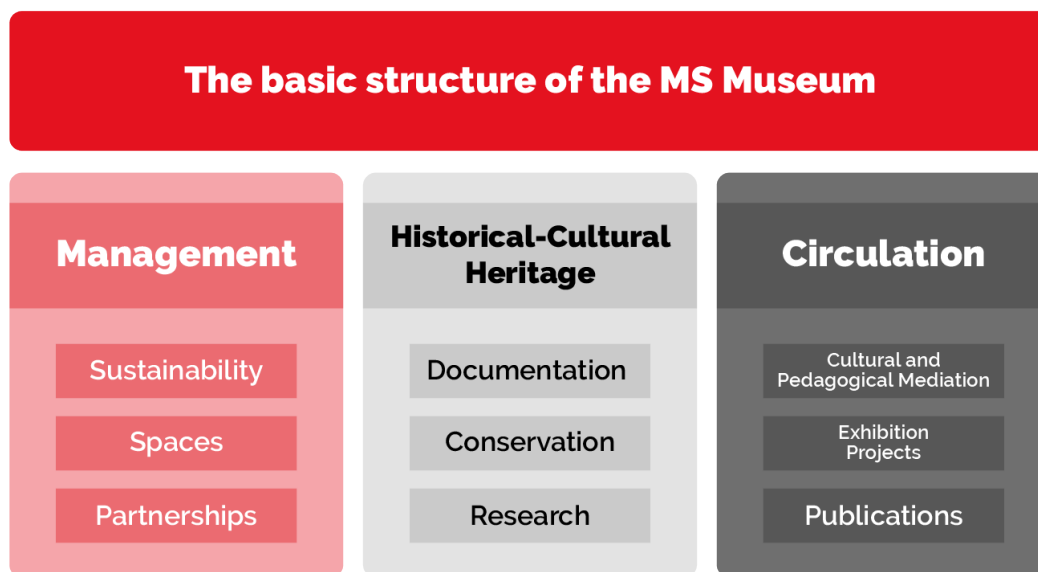 The basic structure of the MS Museum
Management
Sustainability
Spaces
Partnerships
Historical-Cultural
Heritage
Documentation
Conservation
Research
Circulation
Cultural and
Pedagogical Mediation
Exhibition
Projects
Publications